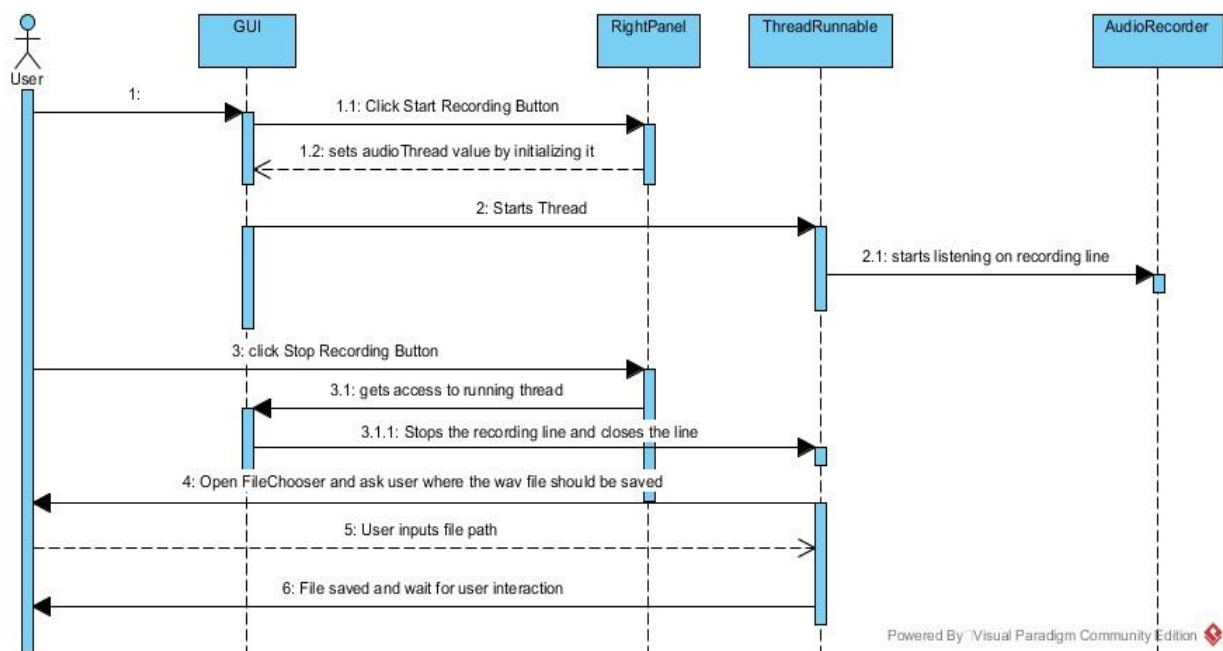 GUI
RightPanel
ThreadRunnable
AudioRecorder
User
1:
1.1: Click Start Recording Button
1.2: sets audioThread value by initializing it
2: Starts Thread
2.1: starts listening on recording line
3: click Stop Recording Button
3.1: gets access to running thread
3.1.1: Stops the recording line and closes the line
4: Open FileChooser and ask user where the wav file should be saved
5: User inputs file path
6: File saved and wait for user interaction
Powered By Visual Paradigm Community Edition